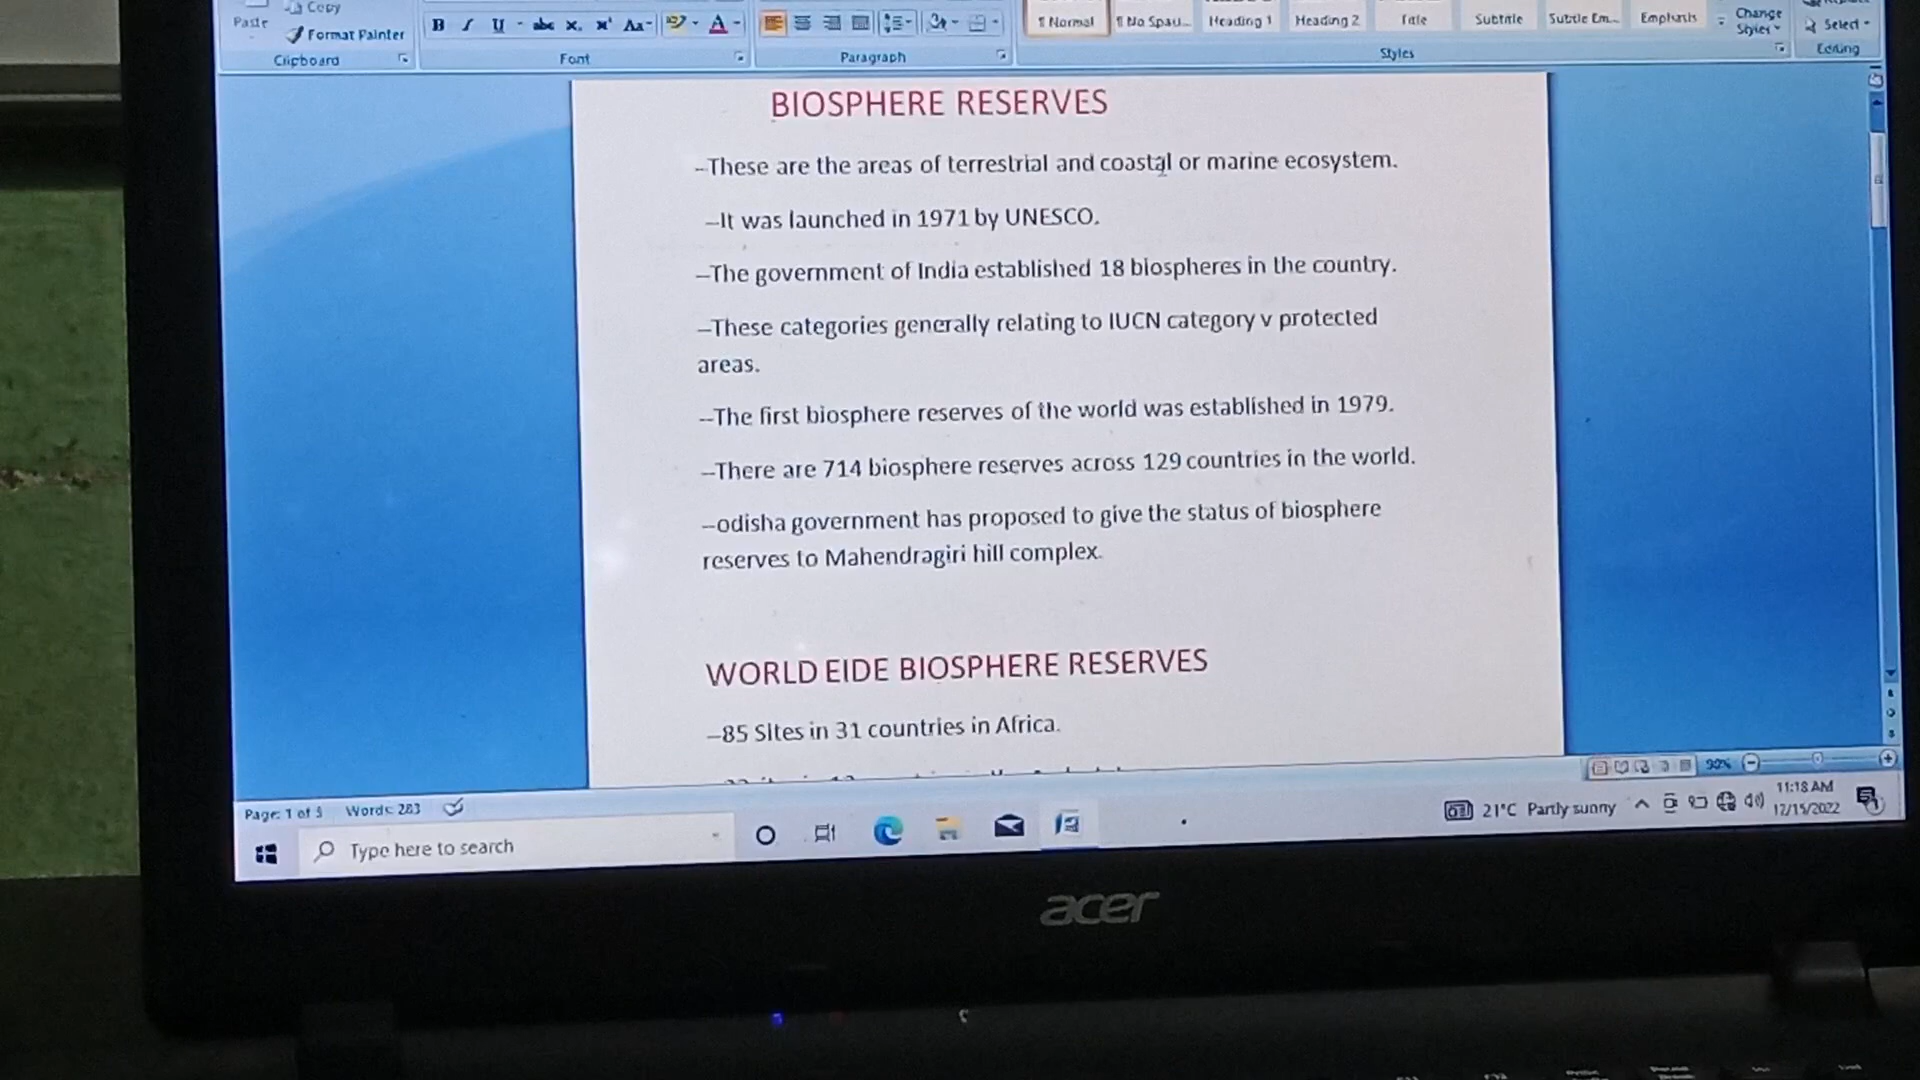 Paste
Copy
Format Painter
Clipboard
Font
Paragraph
¶ Normal
¶ No Spac...
Heading 1
Heading 2
Title
Subtitle
Subtle Em...
Emphasis
Change
Styles
Styles
Select
Editing
BIOSPHERE RESERVES
--These are the areas of terrestrial and coastal or marine ecosystem.
—It was launched in 1971 by UNESCO.
—The government of India established 18 biospheres in the country.
—These categories generally relating to IUCN category v protected
areas.
--The first biosphere reserves of the world was established in 1979.
—There are 714 biosphere reserves across 129 countries in the world.
—odisha government has proposed to give the status of biosphere
reserves to Mahendragiri hill complex.
WORLD EIDE BIOSPHERE RESERVES
—85 Sites in 31 countries in Africa.
Page: 1 of 5
Words: 283
90%
Type here to search
21°C Partly sunny
11:18 AM
12/15/2022
acer